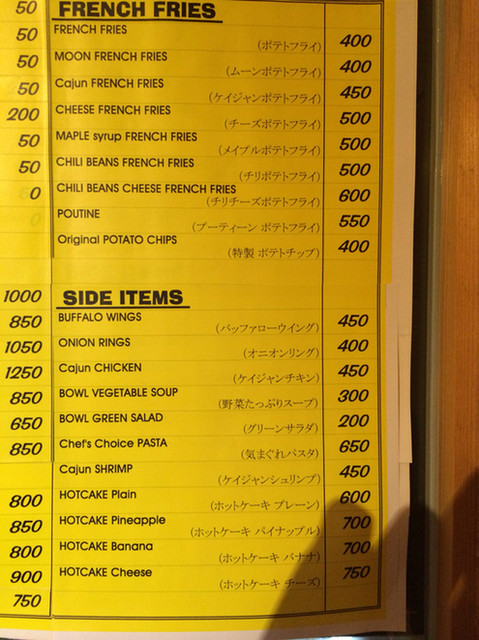 50
50
50
50
200
50
50
0
FRENCH FRIES
FRENCH FRIES
(ポテトフライ) 400
MOON FRENCH FRIES
(ムーンポテトフライ) 400
Cajun FRENCH FRIES
(ケイジャンポテトフライ) 450
CHEESE FRENCH FRIES
(チーズポテトフライ) 500
MAPLE syrup FRENCH FRIES
(メイプルポテトフライ) 500
CHILI BEANS FRENCH FRIES
(チリポテトフライ) 500
CHILI BEANS CHEESE FRENCH FRIES
(チリチーズポテトフライ) 600
POUTINE
(プーティーン ポテトフライ) 550
Original POTATO CHIPS
(特製 ポテトチップ) 400
1000
850
1050
1250
850
650
850
800
850
800
900
750
SIDE ITEMS
BUFFALO WINGS
(バッファローウイング) 450
ONION RINGS
(オニオンリング) 400
Cajun CHICKEN
(ケイジャンチキン) 450
BOWL VEGETABLE SOUP
(野菜たっぷりスープ) 300
BOWL GREEN SALAD
(グリーンサラダ) 200
Chef's Choice PASTA
(気まぐれパスタ) 650
Cajun SHRIMP
(ケイジャンシュリンプ) 450
HOTCAKE Plain
(ホットケーキ プレーン) 600
HOTCAKE Pineapple
(ホットケーキ パイナップル) 700
HOTCAKE Banana
(ホットケーキ バナナ) 700
HOTCAKE Cheese
(ホットケーキ チーズ) 750